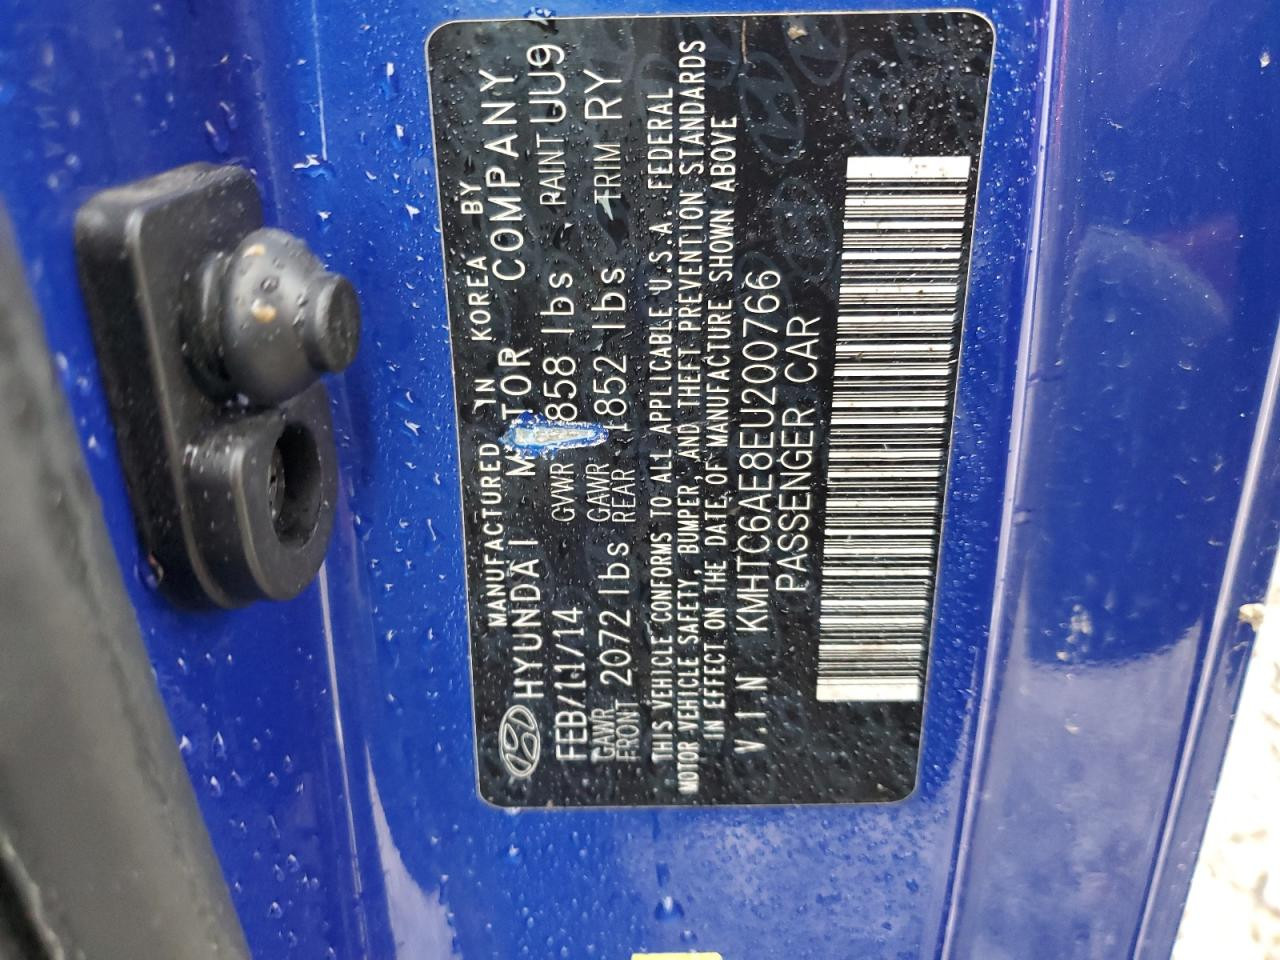 MANUFACTURED IN KOREA BY
HYUNDAI MOTOR COMPANY
FEB/11/14 GVWR 858 lbs PAINT UU9
GAWR FRONT 2072 lbs GAWR REAR 1852 lbs TRIM RY
THIS VEHICLE CONFORMS TO ALL APPLICABLE U.S.A. FEDERAL
MOTOR VEHICLE SAFETY, BUMPER, AND THEFT PREVENTION STANDARDS
IN EFFECT ON THE DATE OF MANUFACTURE SHOWN ABOVE
V.I N KMHTC6AE8EU200766
PASSENGER CAR